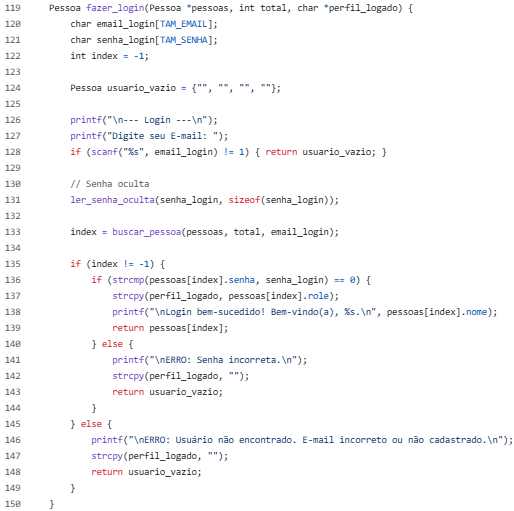 119 Pessoa fazer_login(Pessoa *pessoas, int total, char *perfil_logado) {
120     char email_login[TAM_EMAIL];
121     char senha_login[TAM_SENHA];
122     int index = -1;
123
124     Pessoa usuario_vazio = {"", "", "", ""};
125
126     printf("\n--- Login ---\n");
127     printf("Digite seu E-mail: ");
128     if (scanf("%s", email_login) != 1) { return usuario_vazio; }
129
130     // Senha oculta
131     ler_senha_oculta(senha_login, sizeof(senha_login));
132
133     index = buscar_pessoa(pessoas, total, email_login);
134
135     if (index != -1) {
136         if (strcmp(pessoas[index].senha, senha_login) == 0) {
137             strcpy(perfil_logado, pessoas[index].role);
138             printf("\nLogin bem-sucedido! Bem-vindo(a), %s.\n", pessoas[index].nome);
139             return pessoas[index];
140         } else {
141             printf("\nERRO: Senha incorreta.\n");
142             strcpy(perfil_logado, "");
143             return usuario_vazio;
144         }
145     } else {
146         printf("\nERRO: Usuário não encontrado. E-mail incorreto ou não cadastrado.\n");
147         strcpy(perfil_logado, "");
148         return usuario_vazio;
149     }
150 }